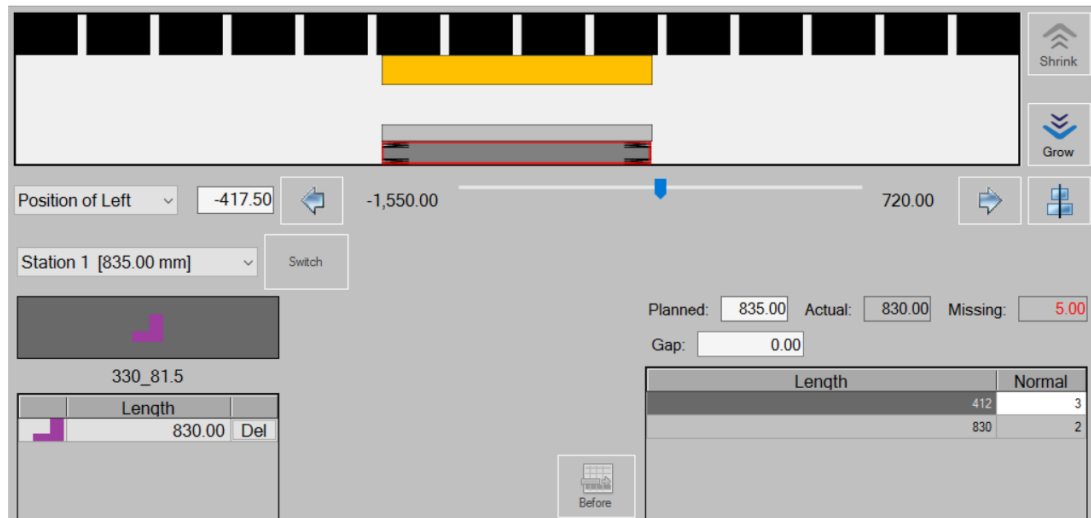 Shrink
Grow
Position of Left -417.50 -1,550.00 720.00
Station 1 [835.00 mm] Switch
Planned: 835.00 Actual: 830.00 Missing: 5.00
Gap: 0.00
330_81.5
Length Normal
412 3
830 2
Length
830.00 Del
Before